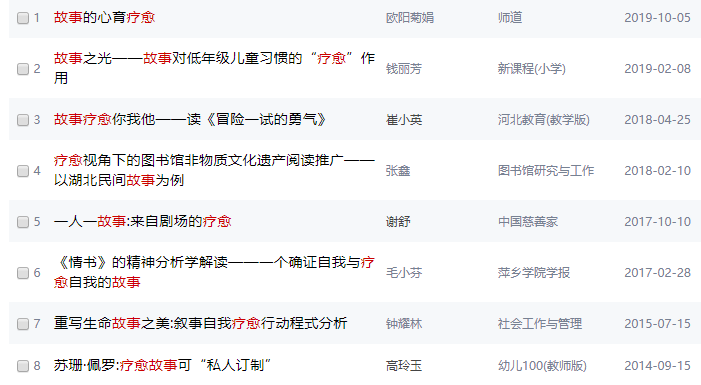 1 故事的心育疗愈 欧阳菊娟 师道 2019-10-05
2 故事之光——故事对低年级儿童习惯的“疗愈”作 钱丽芳 新课程(小学) 2019-02-08
用
3 故事疗愈你我他——读《冒险一试的勇气》 崔小英 河北教育(教学版) 2018-04-25
4 疗愈视角下的图书馆非物质文化遗产阅读推广—— 张鑫 图书馆研究与工作 2018-02-10
以湖北民间故事为例
5 一人一故事:来自剧场的疗愈 谢舒 中国慈善家 2017-10-10
6 《情书》的精神分析学解读——一个确证自我与疗 毛小芬 萍乡学院学报 2017-02-28
愈自我的故事
7 重写生命故事之美:叙事自我疗愈行动程式分析 钟耀林 社会工作与管理 2015-07-15
8 苏珊·佩罗:疗愈故事可“私人订制” 高玲玉 幼儿100(教师版) 2014-09-15